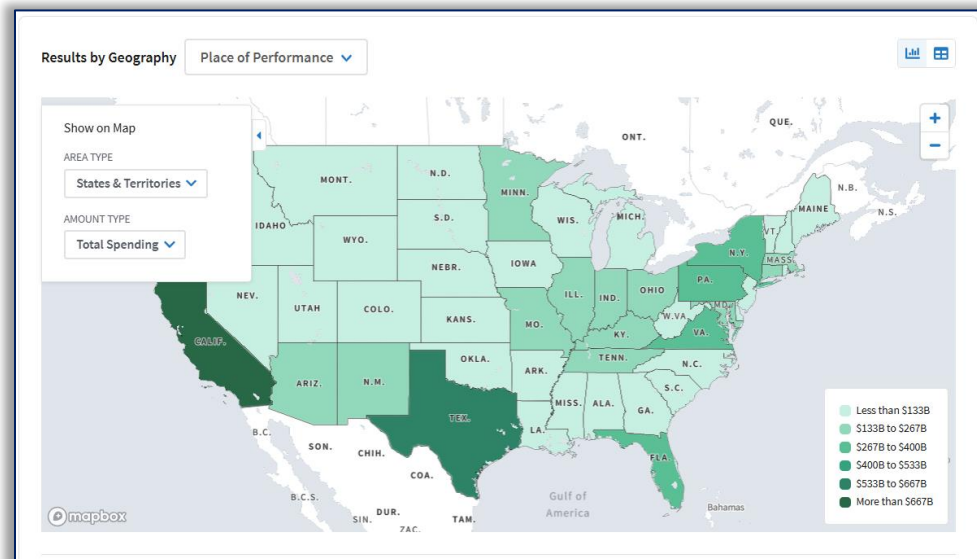 Results by Geography
Place of Performance
Show on Map
AREA TYPE
States & Territories
AMOUNT TYPE
Total Spending
+
−
QUE.
ONT.
N.B.
N.S.
MAINE
VT.
MASS
N.Y.
PA.
MD.
W.VA
VA.
N.C.
S.C.
GA.
FLA.
ALA.
MISS.
TENN.
KY.
OHIO
IND.
ILL.
MICH.
WIS.
MINN.
IOWA
MO.
ARK.
LA.
N.D.
S.D.
NEBR.
KANS.
OKLA.
TEX.
MONT.
IDAHO
WYO.
NEV.
UTAH
COLO.
CALIF.
ARIZ.
N.M.
B.C.
SON.
CHIH.
COA.
B.C.S.
SIN.
DUR.
ZAC.
TAM.
Gulf of
America
Bahamas
Less than $133B
$133B to $267B
$267B to $400B
$400B to $533B
$533B to $667B
More than $667B
mapbox